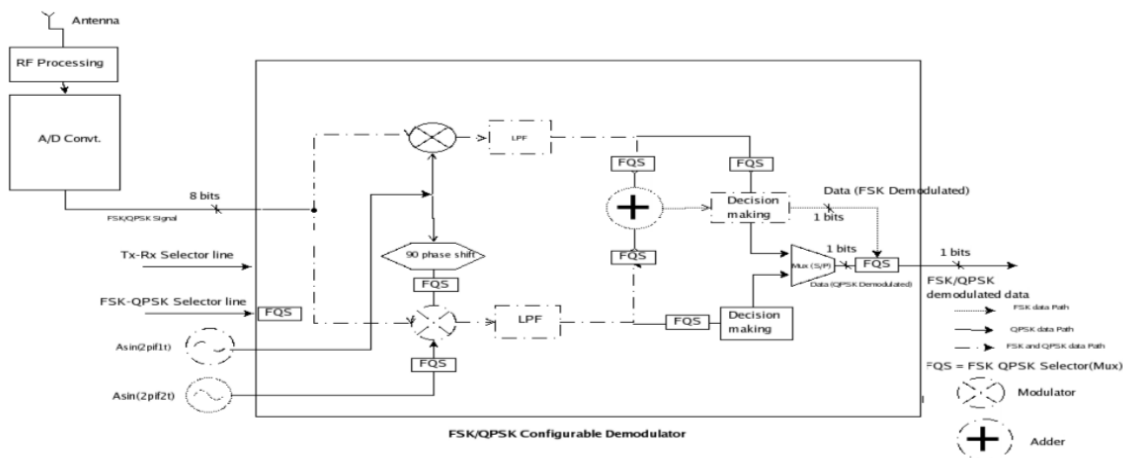 Antenna
RF Processing
A/D Convt.
8 bits
FSK/QPSK Signal
Tx-Rx Selector line
FSK-QPSK Selector line
FQS
Asin(2pif1t)
Asin(2pif2t)
LPF
90 phase shift
FQS
LPF
FQS
FQS
FQS
FQS
Decision
making
Data (FSK Demodulated)
1 bits
Mux (S/P)
1 bits
FQS
Data (QPSK Demodulated)
FQS
Decision
making
1 bits
FSK/QPSK
demodulated data
FSK data Path
QPSK data Path
FSK and QPSK data Path
FQS = FSK QPSK Selector(Mux)
Modulator
Adder
FSK/QPSK Configurable Demodulator